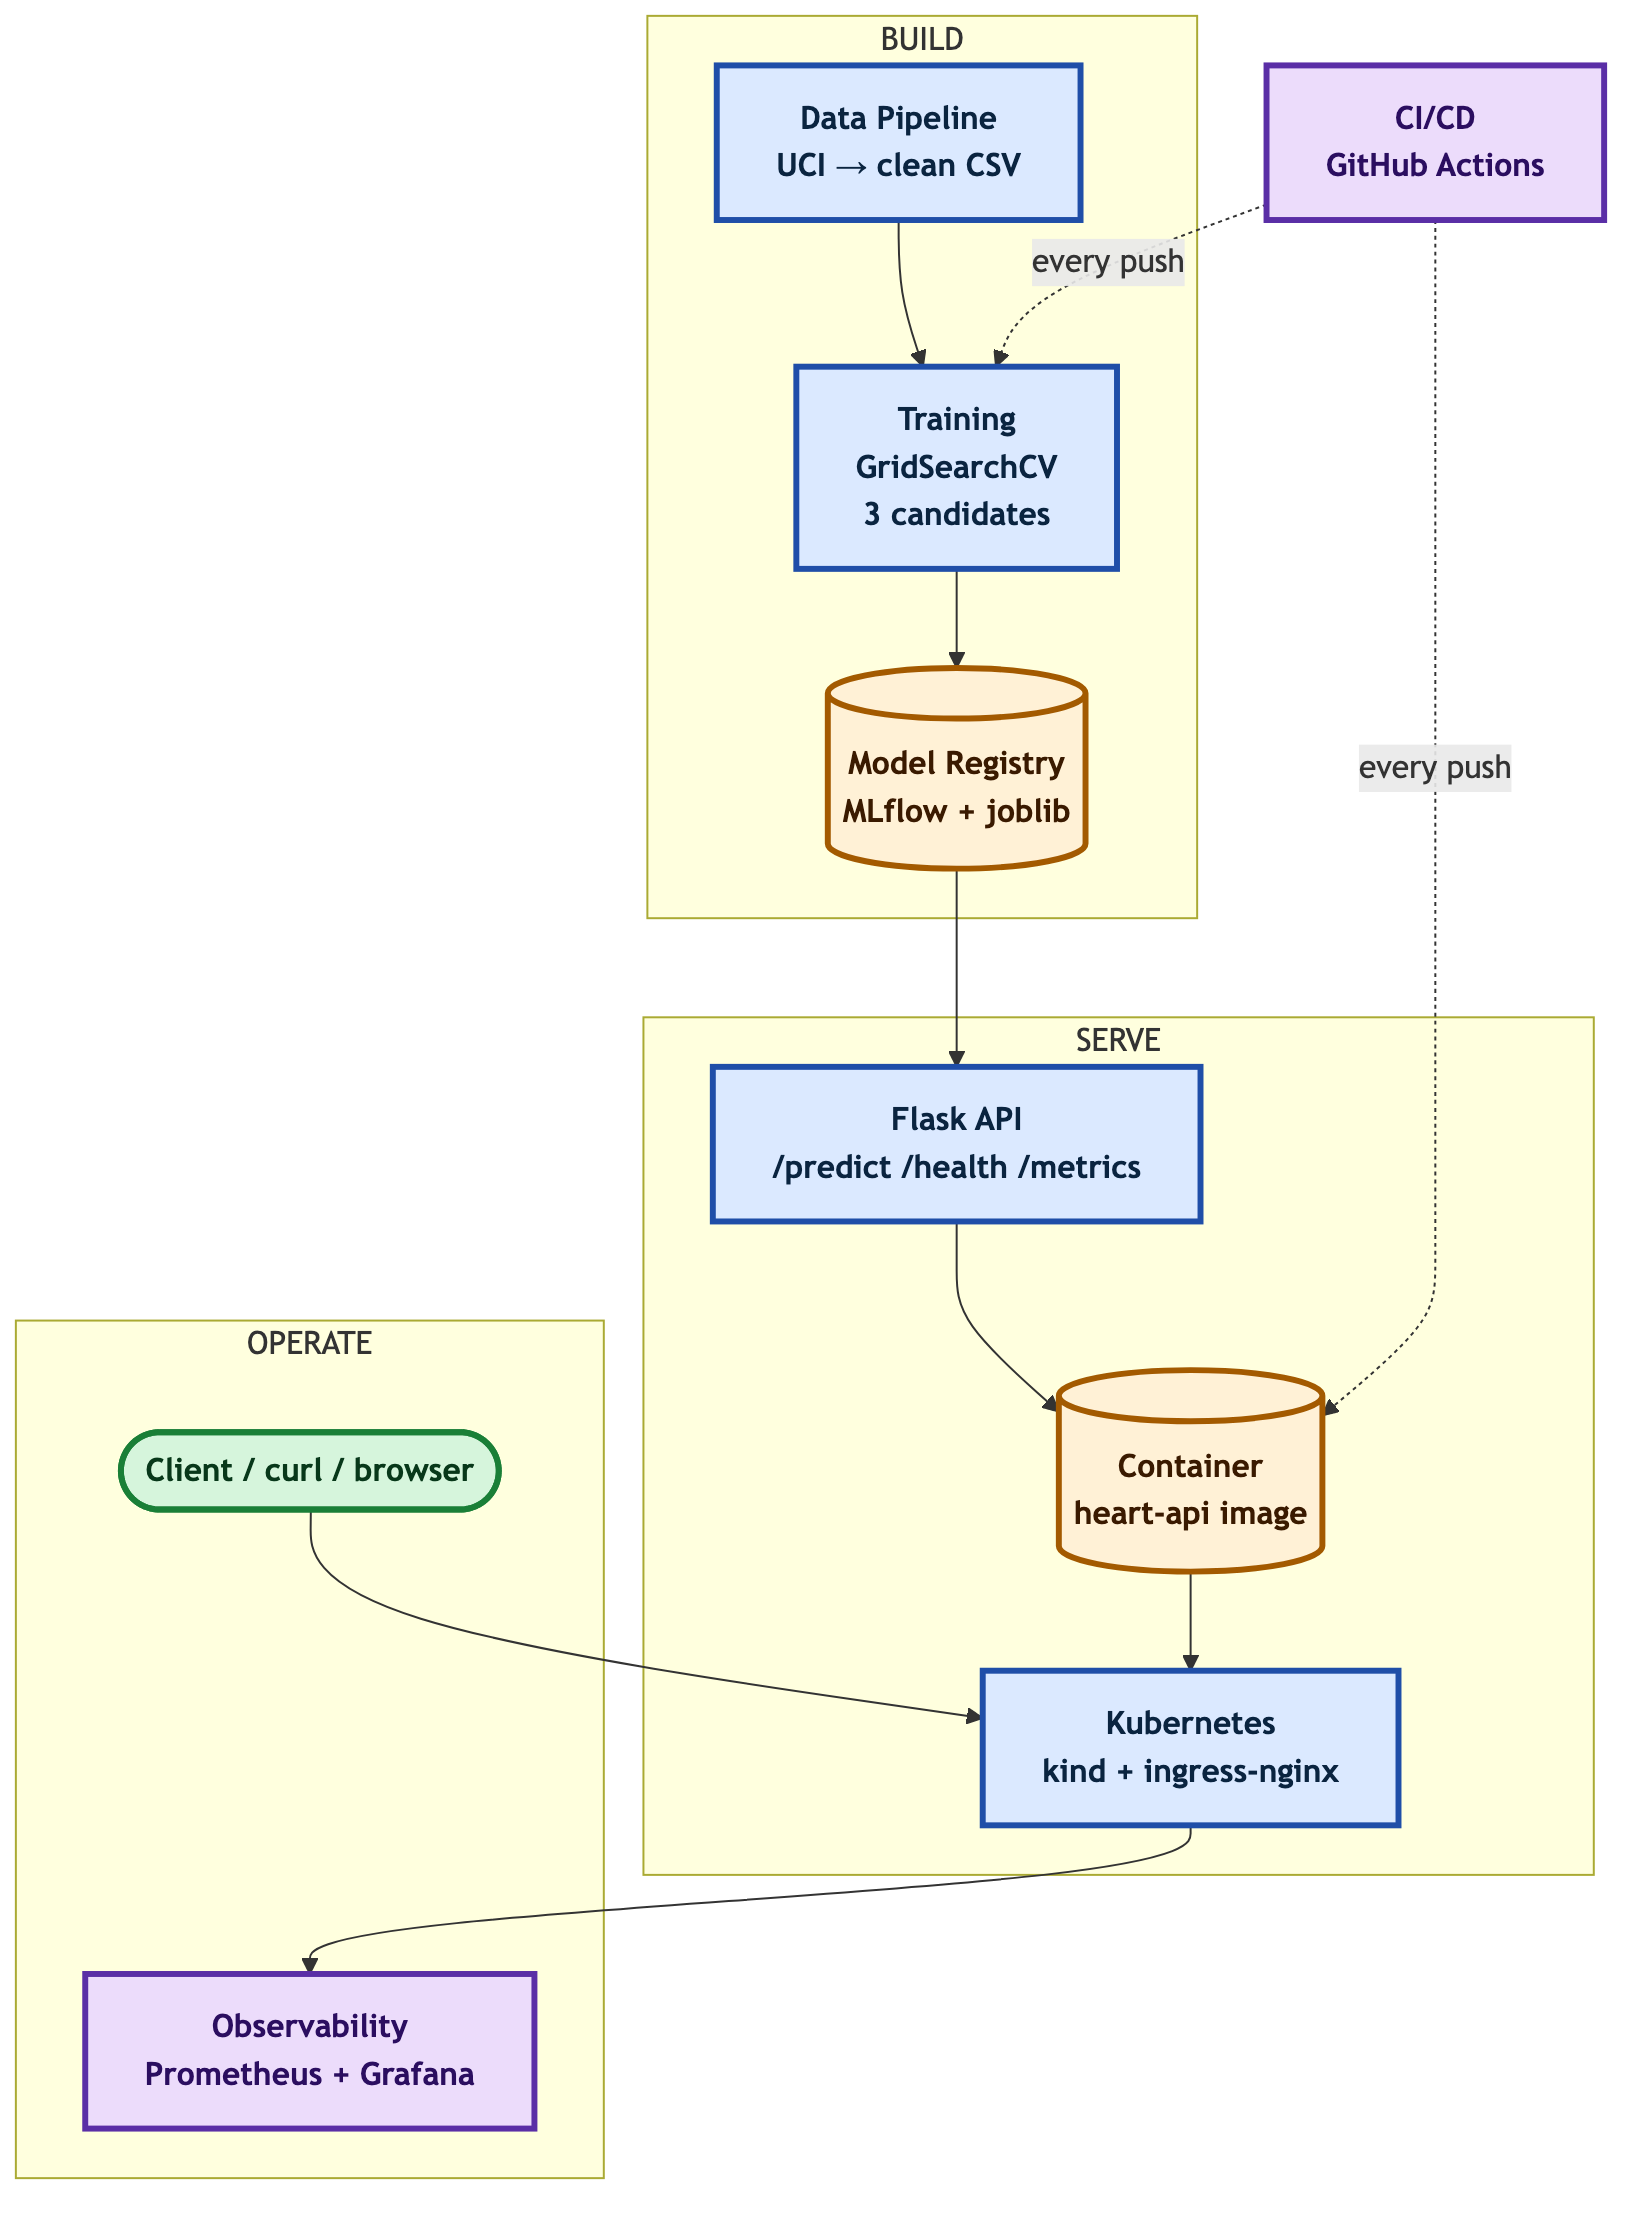 BUILD
Data Pipeline
UCI → clean CSV
CI/CD
GitHub Actions
every push
Training
GridSearchCV
3 candidates
Model Registry
MLflow + joblib
every push
SERVE
Flask API
/predict /health /metrics
OPERATE
Client / curl / browser
Container
heart-api image
Kubernetes
kind + ingress-nginx
Observability
Prometheus + Grafana